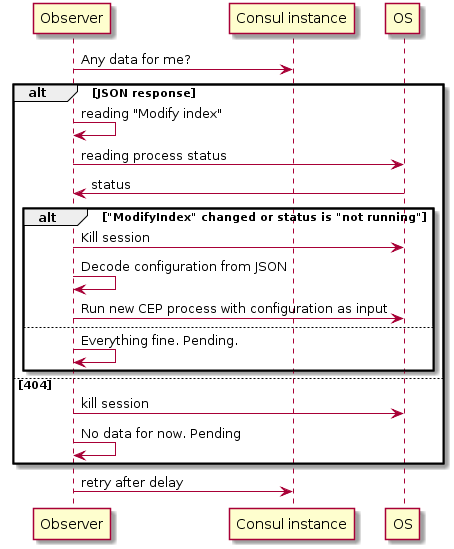 Observer Consul instance OS
Any data for me?
alt [JSON response]
reading "Modify index"
reading process status
status
alt ["ModifyIndex" changed or status is "not running"]
Kill session
Decode configuration from JSON
Run new CEP process with configuration as input
Everything fine. Pending.
[404]
kill session
No data for now. Pending
retry after delay
Observer Consul instance OS